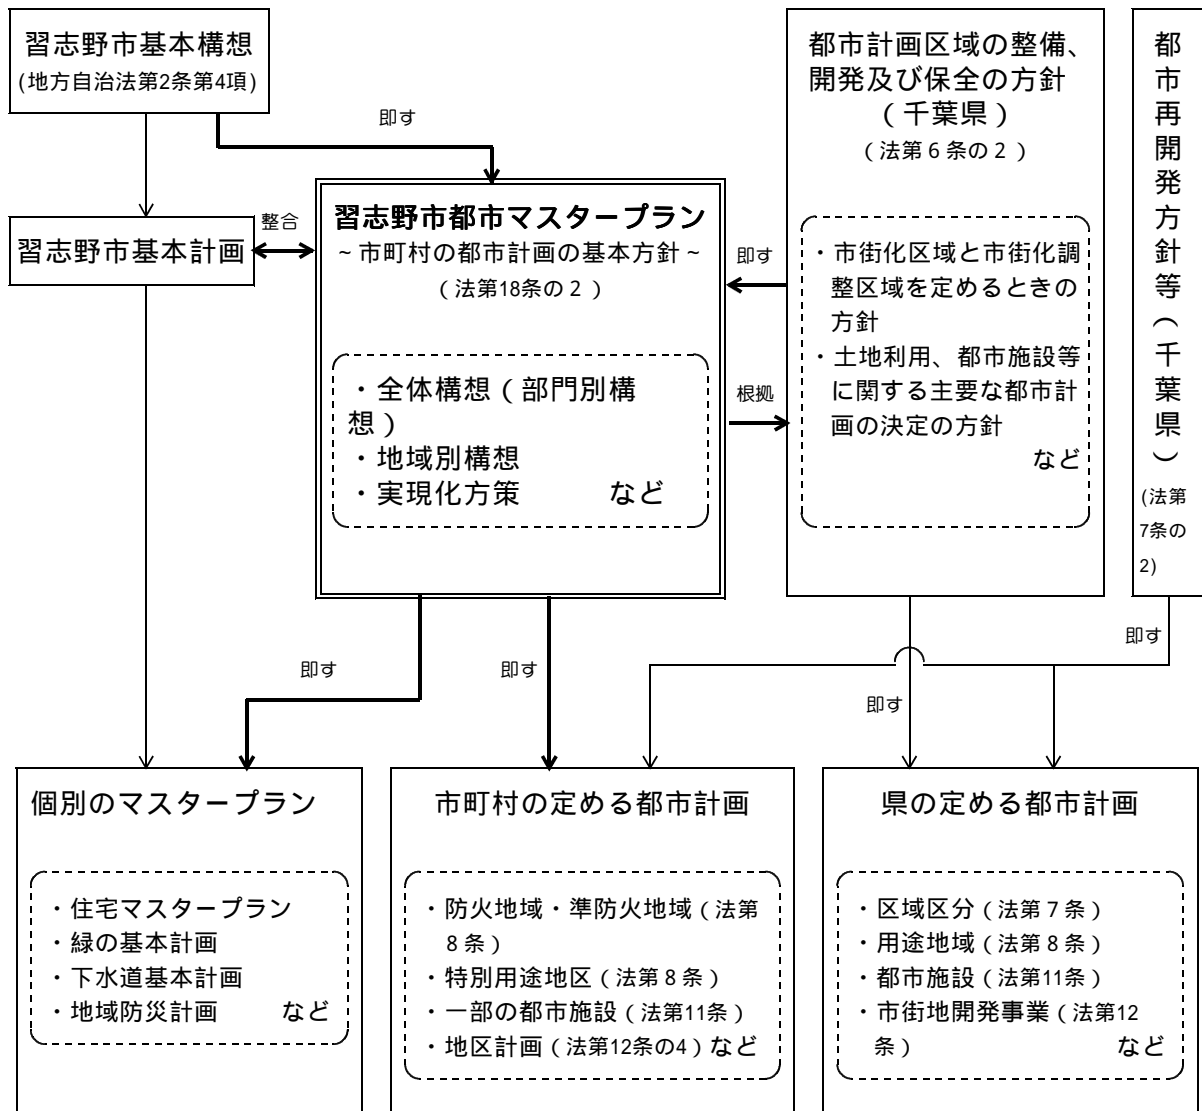 習志野市基本構想
(地方自治法第2条第4項)
即す
習志野市基本計画
整合
習志野市都市マスタープラン
~市町村の都市計画の基本方針~
(法第18条の2)
・全体構想(部門別構
想)
・地域別構想
・実現化方策 など
即す
根拠
都市計画区域の整備、
開発及び保全の方針
(千葉県)
(法第6条の2)
・市街化区域と市街化調
整区域を定めるときの
方針
・土地利用、都市施設等
に関する主要な都市計
画の決定の方針
など
都市再開発方針等(千葉県)
(法第
7条の
2)
即す
即す
即す
即す
個別のマスタープラン
・住宅マスタープラン
・緑の基本計画
・下水道基本計画
・地域防災計画 など
市町村の定める都市計画
・防火地域・準防火地域(法第
8条)
・特別用途地区(法第8条)
・一部の都市施設(法第11条)
・地区計画(法第12条の4)など
県の定める都市計画
・区域区分(法第7条)
・用途地域(法第8条)
・都市施設(法第11条)
・市街地開発事業(法第12
条) など